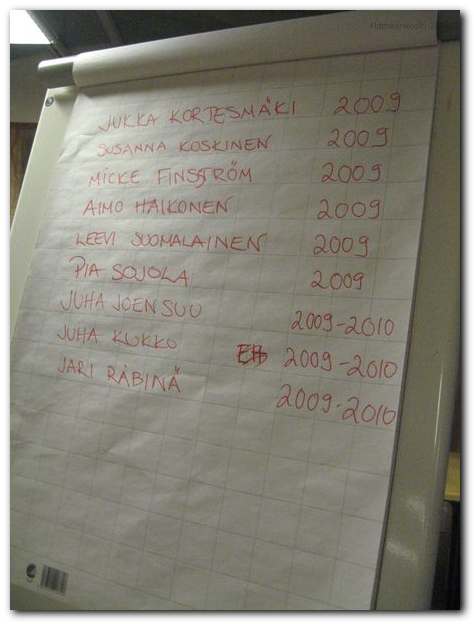 JUKKA KORTESMÄKI 2009
SUSANNA KOSKINEN 2009
MICKE FINSTRÖM 2009
AIMO HAIKONEN 2009
LEEVI SUOMALAINEN 2009
PIA SOJOLA 2009
JUHA JOENSUU 2009-2010
JUHA KUKKO 2009-2010
JARI RÄBINÄ 2009-2010